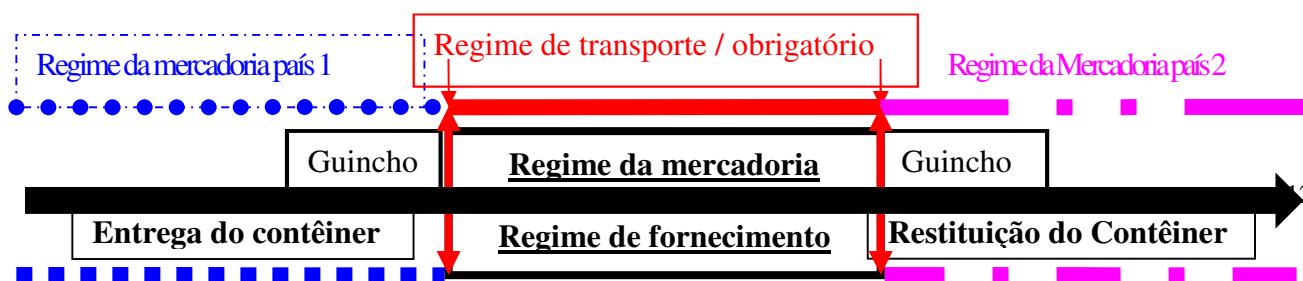 Regime de transporte / obrigatório
Regime da mercadoria país 1
Regime da Mercadoria país 2
Guincho
Regime da mercadoria
Guincho
Entrega do contêiner
Regime de fornecimento
Restituição do Contêiner